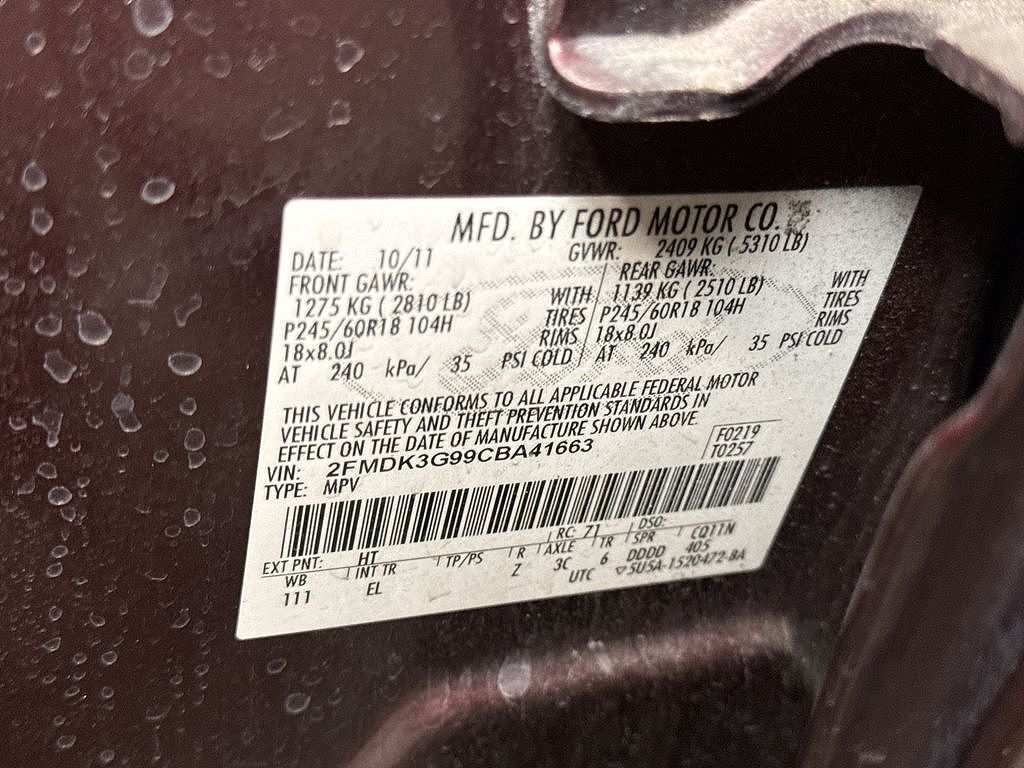 MFD. BY FORD MOTOR CO.
DATE: 10/11 GVWR: 2409 KG ( 5310 LB)
FRONT GAWR: REAR GAWR:
1275 KG ( 2810 LB) WITH 1139 KG ( 2510 LB) WITH
P245/60R18 104H TIRES P245/60R18 104H TIRES
18x8.0J RIMS 18x8.0J RIMS
AT 240 kPa/ 35 PSI COLD AT 240 kPa/ 35 PSI COLD
THIS VEHICLE CONFORMS TO ALL APPLICABLE FEDERAL MOTOR
VEHICLE SAFETY AND THEFT PREVENTION STANDARDS IN
EFFECT ON THE DATE OF MANUFACTURE SHOWN ABOVE.
VIN: 2FMDK3G99CBA41663 F0219
TYPE: MPV T0257
EXT PNT: HT RC: 71 DSO:
WB INT TR TP/PS R AXLE TR SPR CQ11N
111 EL Z 3C 6 DDDD 405
UTC ▽5U5A-1520472-BA